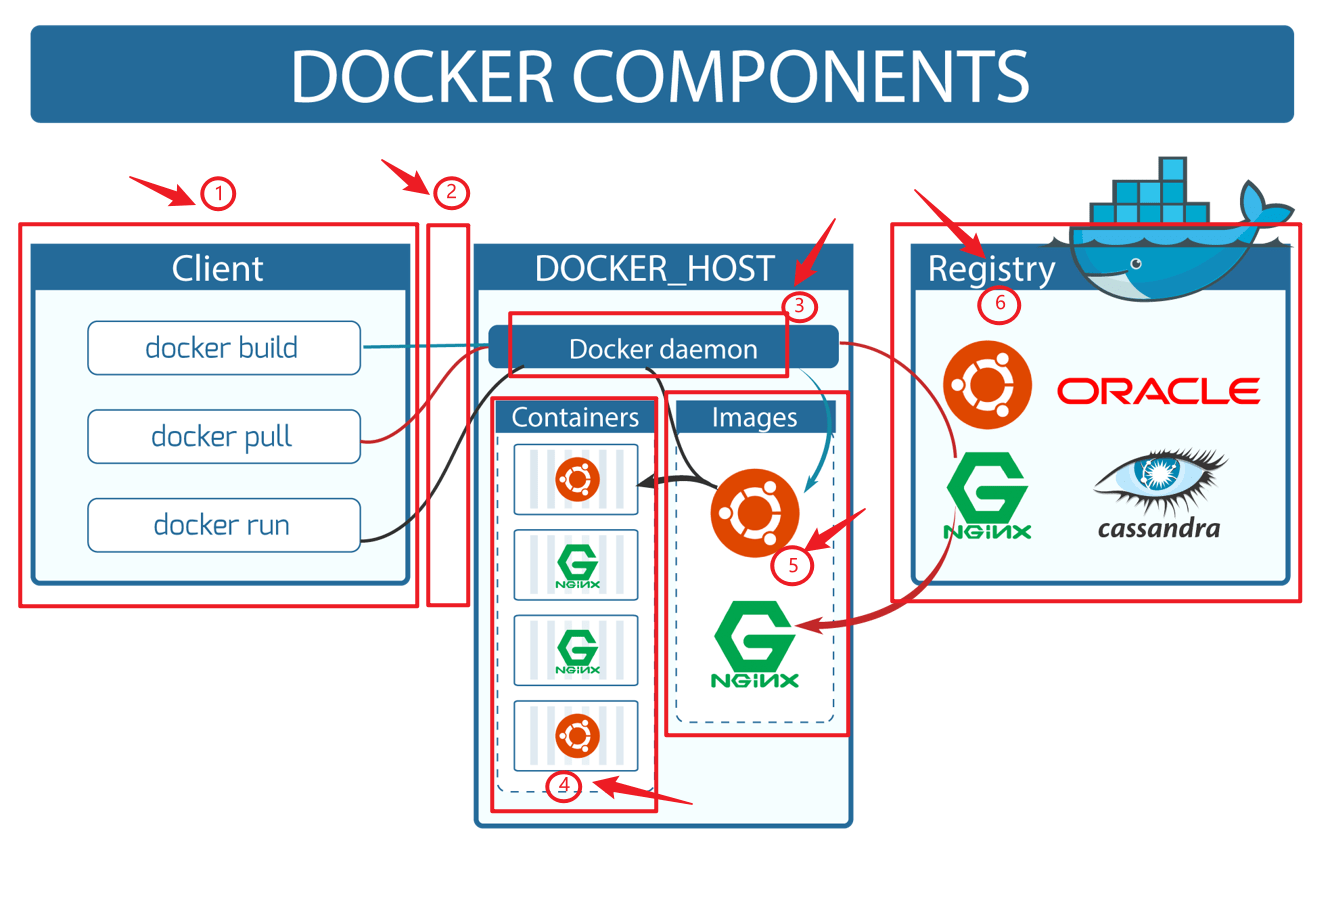 DOCKER COMPONENTS
1
2
Client
DOCKER_HOST
Registry
3
6
docker build
Docker daemon
docker pull
Containers
Images
ORACLE
docker run
NGINX
cassandra
5
NGINX
NGINX
NGINX
4